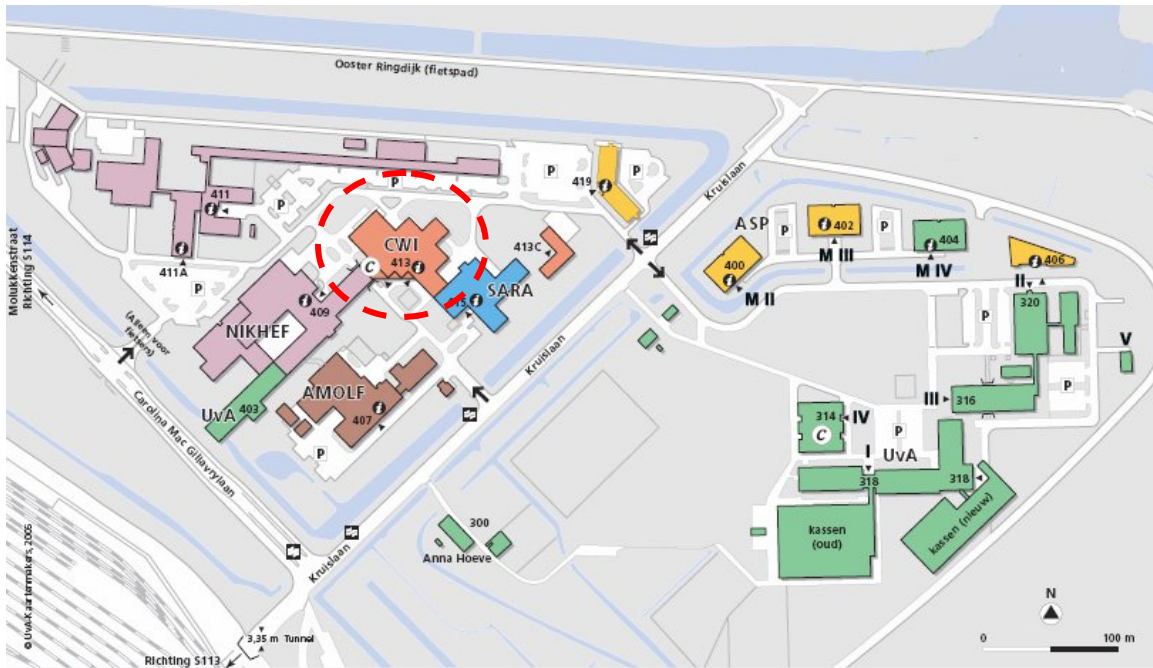 Ooster Ringdijk (fietspad)
Kruislaan
P
P
P
419
411
P
P
ASP
402
P
404
CWI
C
413
413C
M III
M IV
400
406
411A
SARA
M II
II
320
Molukkenstraat
Richting S114
P
409
NIKHEF
P
V
(Alleen voor
fietsers)
Kruislaan
AMOLF
UvA
403
407
III
316
P
314
IV
C
P
UvA
I
P
Carolina Mac Gillavrylaan
318
318
300
Anna Hoeve
kassen
(oud)
kassen (nieuw)
© UvA-Kaartenmakers, 2005
Kruislaan
N
3,35 m Tunnel
0
100 m
Richting S113